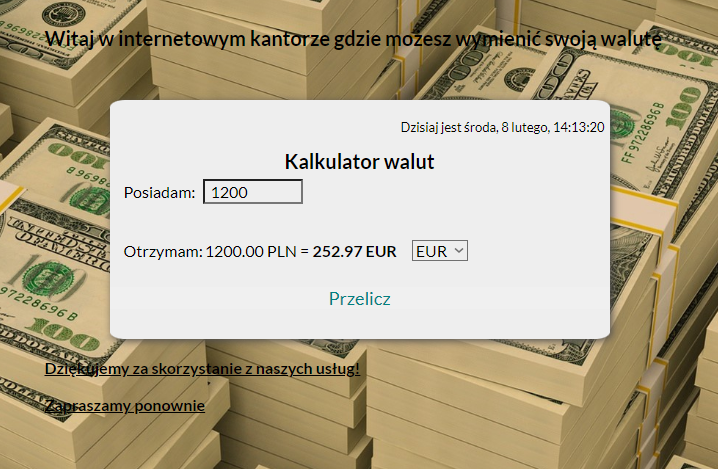 Witaj w internetowym kantorze gdzie możesz wymienić swoją walutę
Dzisiaj jest środa, 8 lutego, 14:13:20
Kalkulator walut
Posiadam: 1200
Otrzymam: 1200.00 PLN = 252.97 EUR EUR
Przelicz
Dziękujemy za skorzystanie z naszych usług!
Zapraszamy ponownie